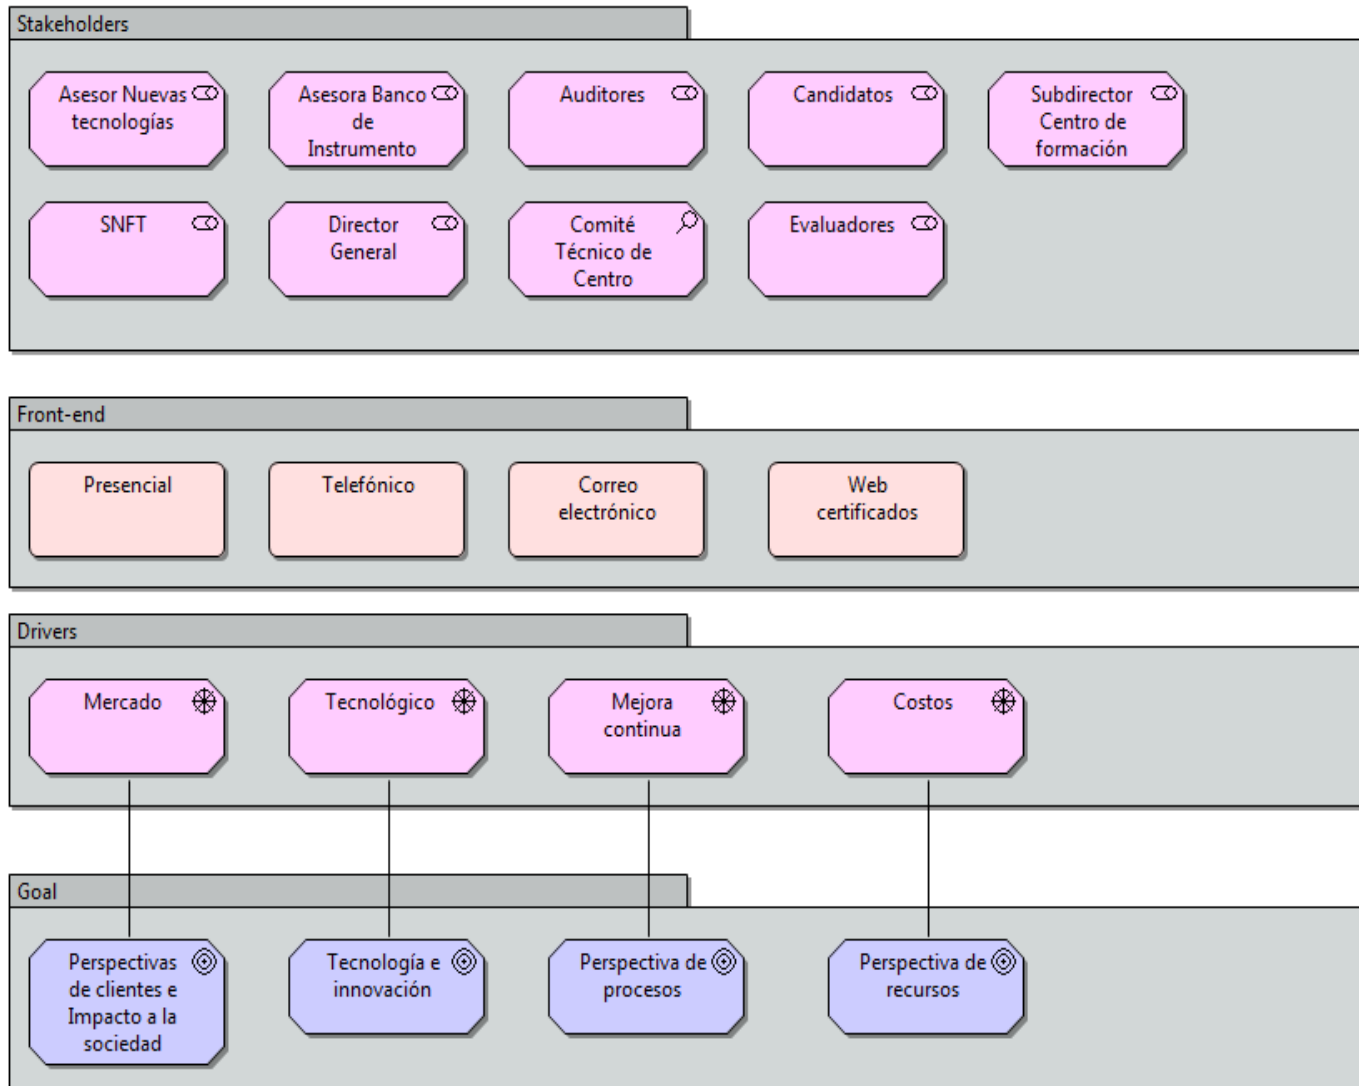 Stakeholders
Asesor Nuevas
tecnologías
Asesora Banco
de
Instrumento
Auditores
Candidatos
Subdirector
Centro de
formación
SNFT
Director
General
Comité
Técnico de
Centro
Evaluadores
Front-end
Presencial
Telefónico
Correo
electrónico
Web
certificados
Drivers
Mercado
Tecnológico
Mejora
continua
Costos
Goal
Perspectivas
de clientes e
Impacto a la
sociedad
Tecnología e
innovación
Perspectiva de
procesos
Perspectiva de
recursos